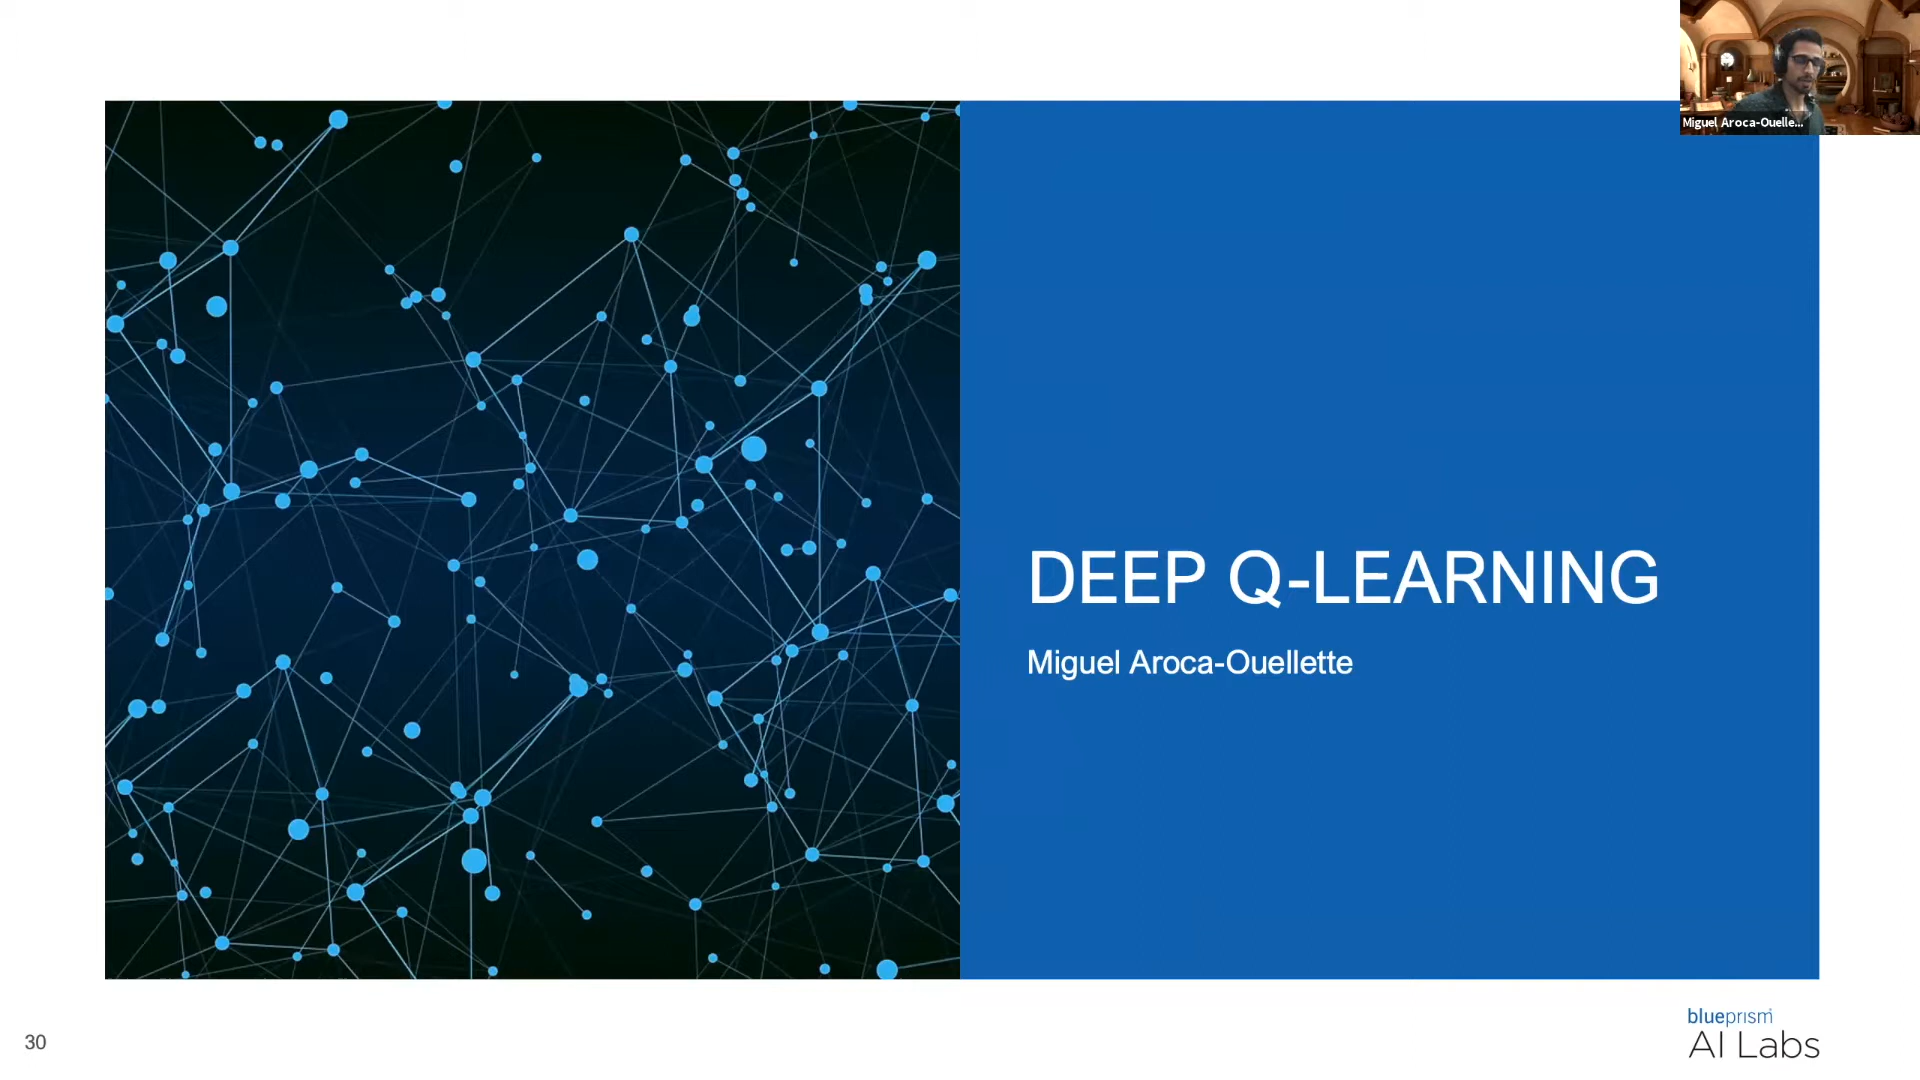 Miguel Aroca-Ouelle...
DEEP Q-LEARNING
Miguel Aroca-Ouellette
30
blueprism
AI Labs